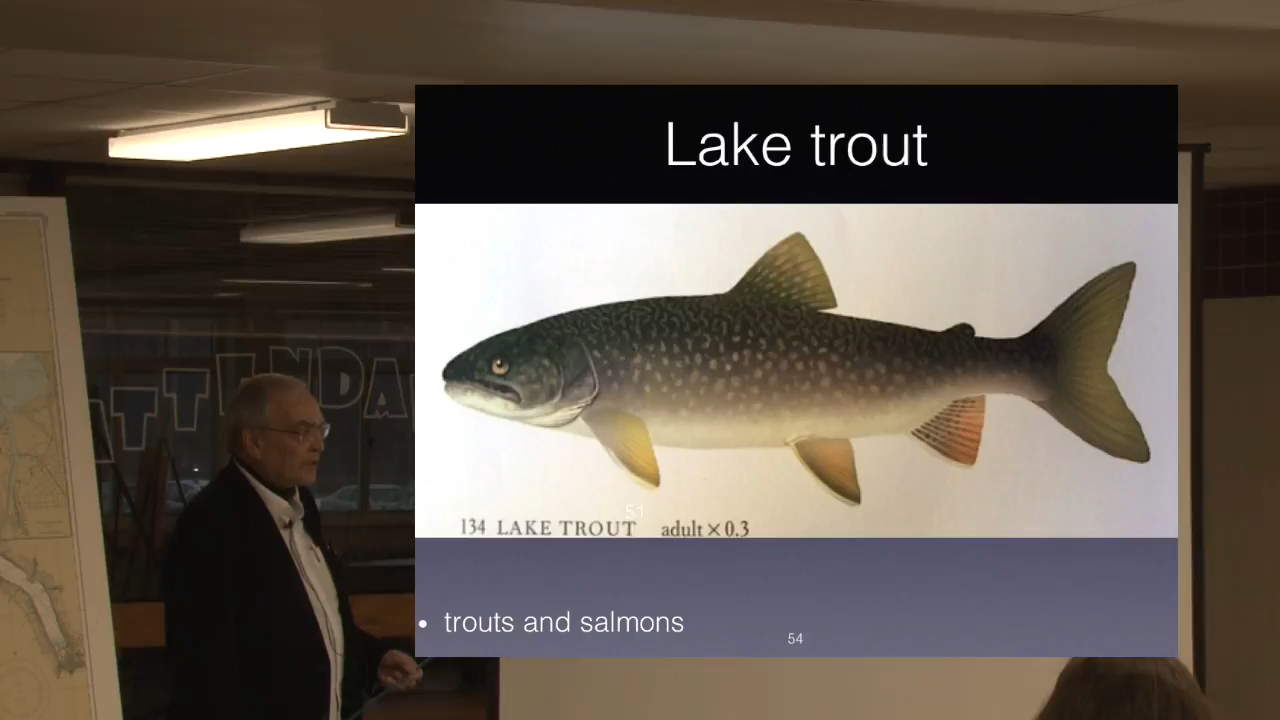 Lake trout
51
134 LAKE TROUT adult × 0.3
• trouts and salmons
54